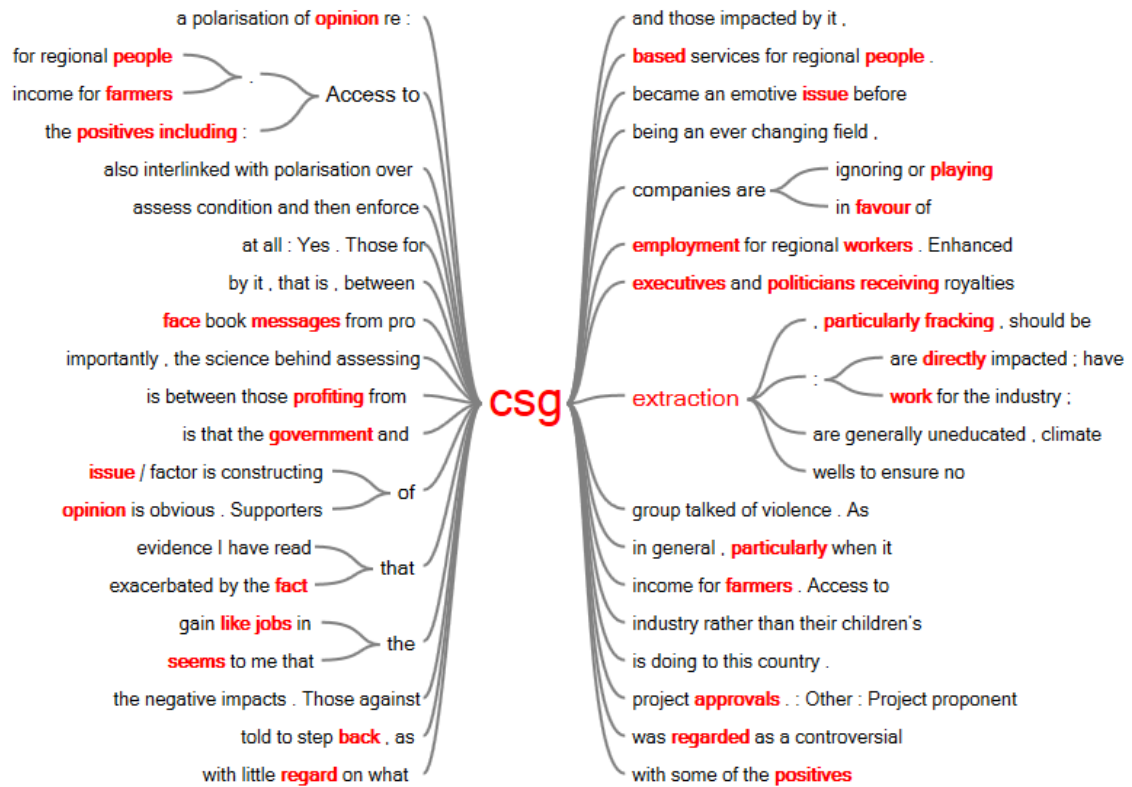 a polarisation of opinion re :
for regional people
income for farmers
.
the positives including :
Access to
also interlinked with polarisation over
assess condition and then enforce
at all : Yes . Those for
by it , that is , between
face book messages from pro
importantly , the science behind assessing
is between those profiting from
is that the government and
issue / factor is constructing
opinion is obvious . Supporters
of
evidence I have read
exacerbated by the fact
that
gain like jobs in
seems to me that
the
the negative impacts . Those against
told to step back , as
with little regard on what
csg
and those impacted by it ,
based services for regional people .
became an emotive issue before
being an ever changing field ,
companies are
ignoring or playing
in favour of
employment for regional workers . Enhanced
executives and politicians receiving royalties
extraction
, particularly fracking , should be
:
are directly impacted ; have
work for the industry ;
are generally uneducated , climate
wells to ensure no
group talked of violence . As
in general , particularly when it
income for farmers . Access to
industry rather than their children's
is doing to this country .
project approvals . : Other : Project proponent
was regarded as a controversial
with some of the positives